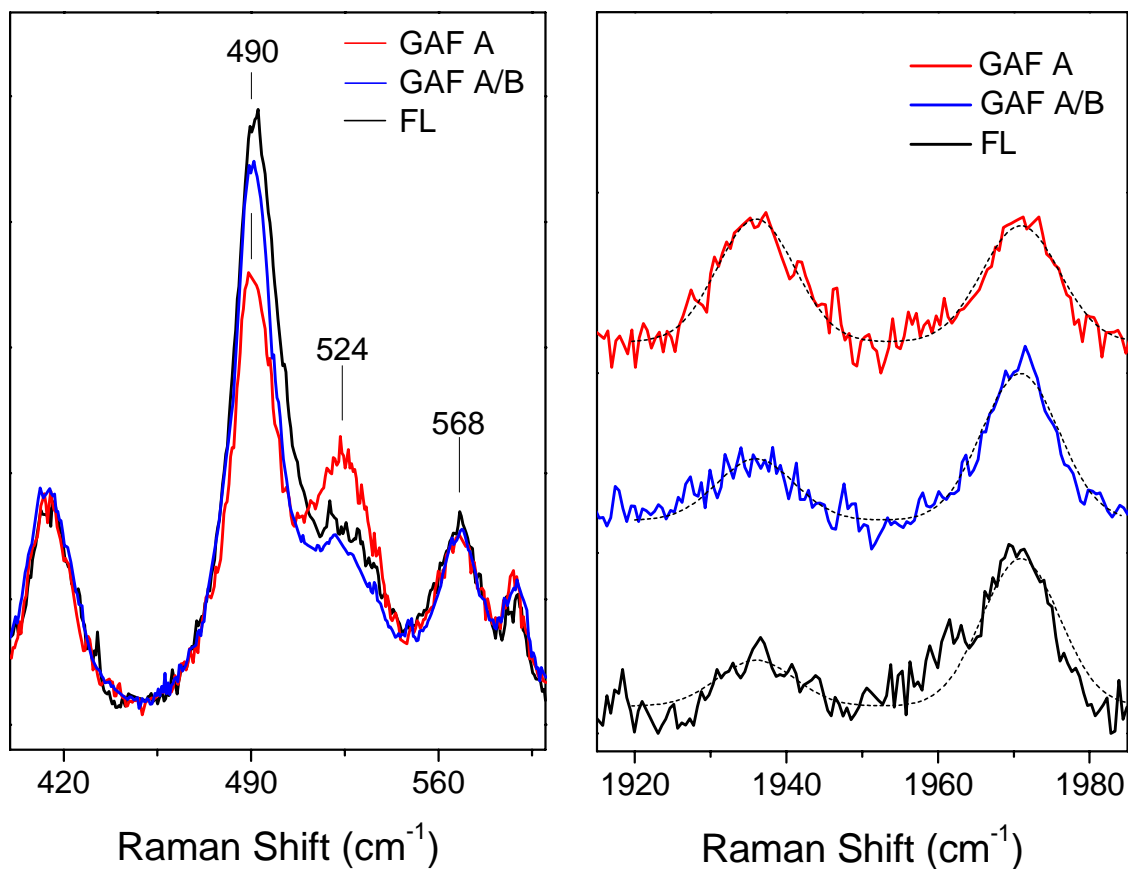 490
GAF A
GAF A/B
FL
524
568
420
490
560
Raman Shift (cm⁻¹)
GAF A
GAF A/B
FL
1920
1940
1960
1980
Raman Shift (cm⁻¹)